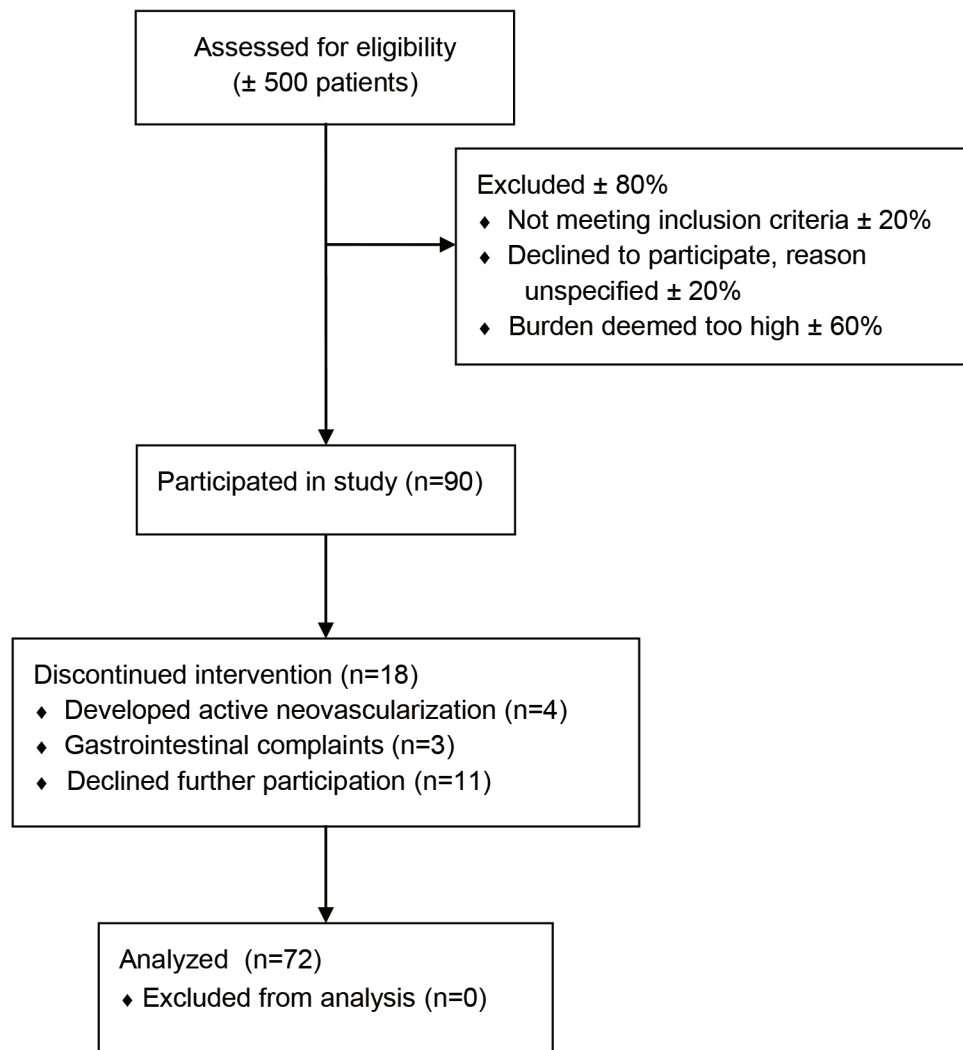 Assessed for eligibility
(± 500 patients)
Excluded ± 80%
♦ Not meeting inclusion criteria ± 20%
♦ Declined to participate, reason
unspecified ± 20%
♦ Burden deemed too high ± 60%
Participated in study (n=90)
Discontinued intervention (n=18)
♦ Developed active neovascularization (n=4)
♦ Gastrointestinal complaints (n=3)
♦ Declined further participation (n=11)
Analyzed (n=72)
♦ Excluded from analysis (n=0)